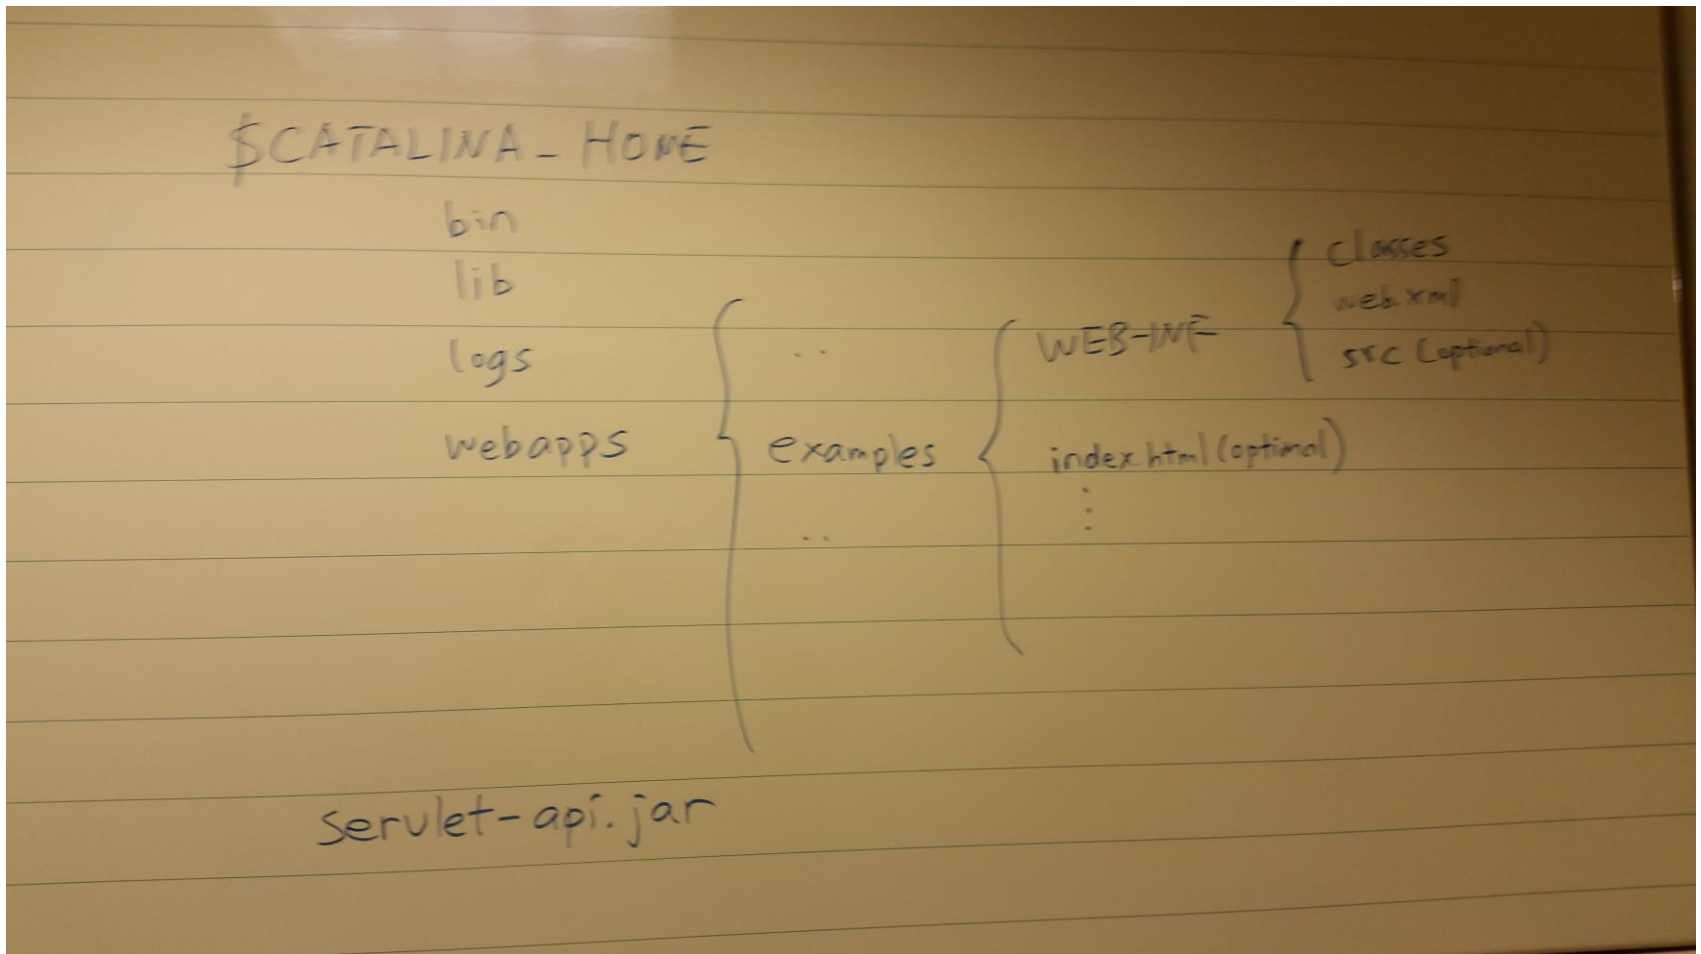 $CATALINA_HOME
bin
lib
logs
webapps
..
examples
..
WEB-INF
index.html (optional)
⋮
classes
web.xml
src (optional)
servlet-api.jar